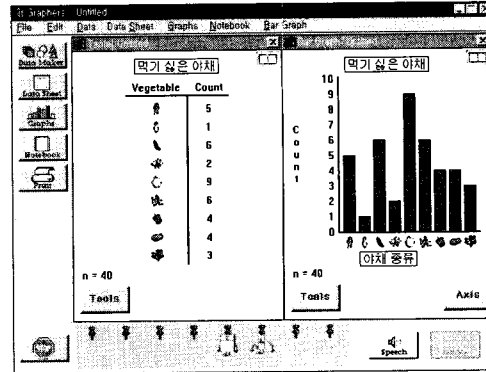 Graphers Untitled
File Edit Data Data Sheet Graphs Notebook Bar Graph
Data Maker
Data Sheet
Graphs
Notebook
Print
먹기 싫은 야채
Vegetable Count
5
1
6
2
9
6
4
4
3
n = 40
Tools
먹기 싫은 야채
Count
10
9
8
7
6
5
4
3
2
1
0
야채 종류
n = 40
Tools
Axis
Speech